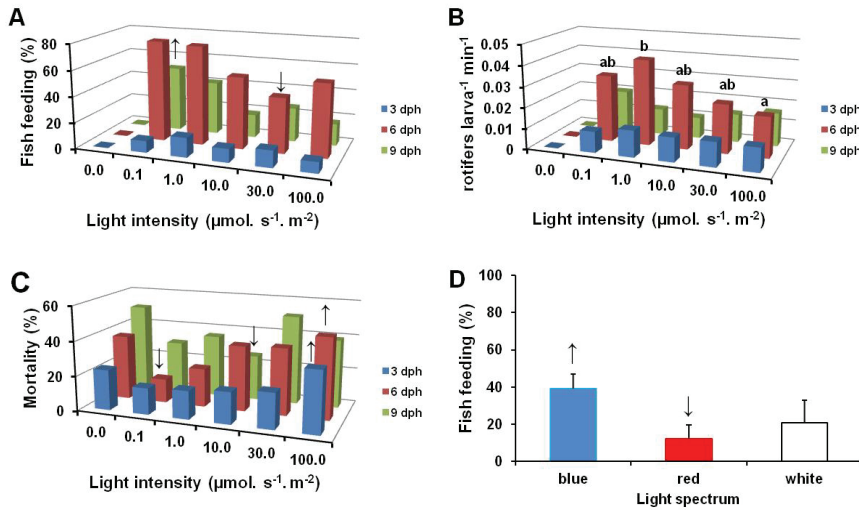 A
Fish feeding (%)
80
60
40
20
0
↑
↓
0.0
0.1
1.0
10.0
30.0
100.0
Light intensity (µmol. s⁻¹. m⁻²)
3 dph
6 dph
9 dph
B
rotifers larva⁻¹ min⁻¹
0.05
0.04
0.03
0.02
0.01
0
ab
b
ab
ab
a
0.0
0.1
1.0
10.0
30.0
100.0
Light intensity (µmol. s⁻¹. m⁻²)
3 dph
6 dph
9 dph
C
Mortality (%)
60
40
20
0
↓
↓
↑
↑
0.0
0.1
1.0
10.0
30.0
100.0
Light intensity (µmol. s⁻¹. m⁻²)
3 dph
6 dph
9 dph
D
Fish feeding (%)
100
80
60
40
20
0
↑
↓
blue
red
white
Light spectrum